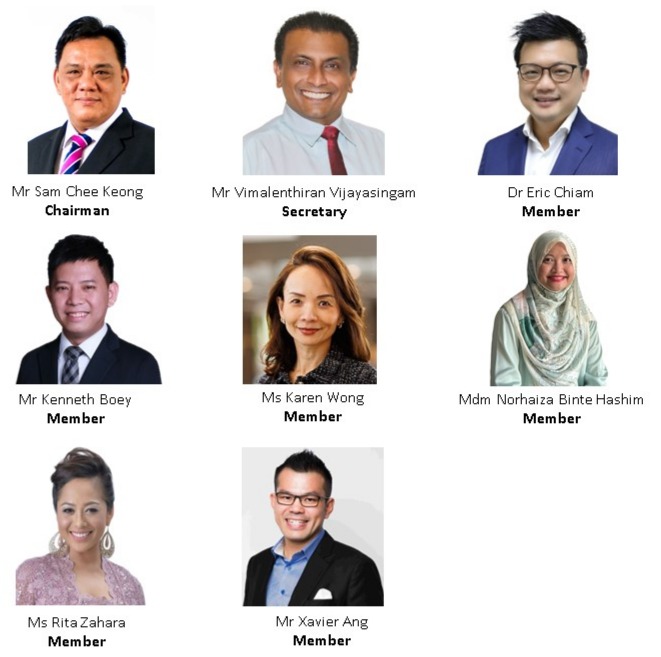 Mr Sam Chee Keong
Chairman
Mr Vimalenthiran Vijayasingam
Secretary
Dr Eric Chiam
Member
Mr Kenneth Boey
Member
Ms Karen Wong
Member
Mdm Norhaiza Binte Hashim
Member
Ms Rita Zahara
Member
Mr Xavier Ang
Member